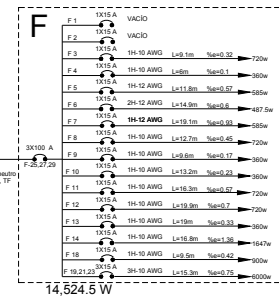 F
F 1 1X15 A VACÍO
F 2 1X15 A VACÍO
F 3 1X15 A 1H-10 AWG L=9.1m %e=0.32 720w
F 4 1X15 A 1H-10 AWG L=6m %e=0.1 360w
F 5 1X15 A 1H-12 AWG L=11.8m %e=0.57 585w
F 6 1X15 A 2H-12 AWG L=14.9m %e=0.6 487.5w
F 7 1X15 A 1H-12 AWG L=19.1m %e=0.93 585w
F 8 1X15 A 1H-10 AWG L=12.7m %e=0.45 720w
3X100 A
F-25,27,29
neutro
, TF
F 9 1X15 A 1H-10 AWG L=9.6m %e=0.17 360w
F 10 1X15 A 1H-10 AWG L=13.2m %e=0.23 360w
F 11 1X15 A 1H-10 AWG L=16.3m %e=0.57 720w
F 12 1X15 A 1H-10 AWG L=19.9m %e=0.7 720w
F 13 1X15 A 1H-10 AWG L=19m %e=0.33 360w
F 14 1X15 A 1H-10 AWG L=16.8m %e=1.36 1647w
F 18 1X15 A 1H-10 AWG L=9.5m %e=0.42 900w
F 19,21,23 3X15 A 3H-10 AWG L=15.3m %e=0.75 6000w
14,524.5 W